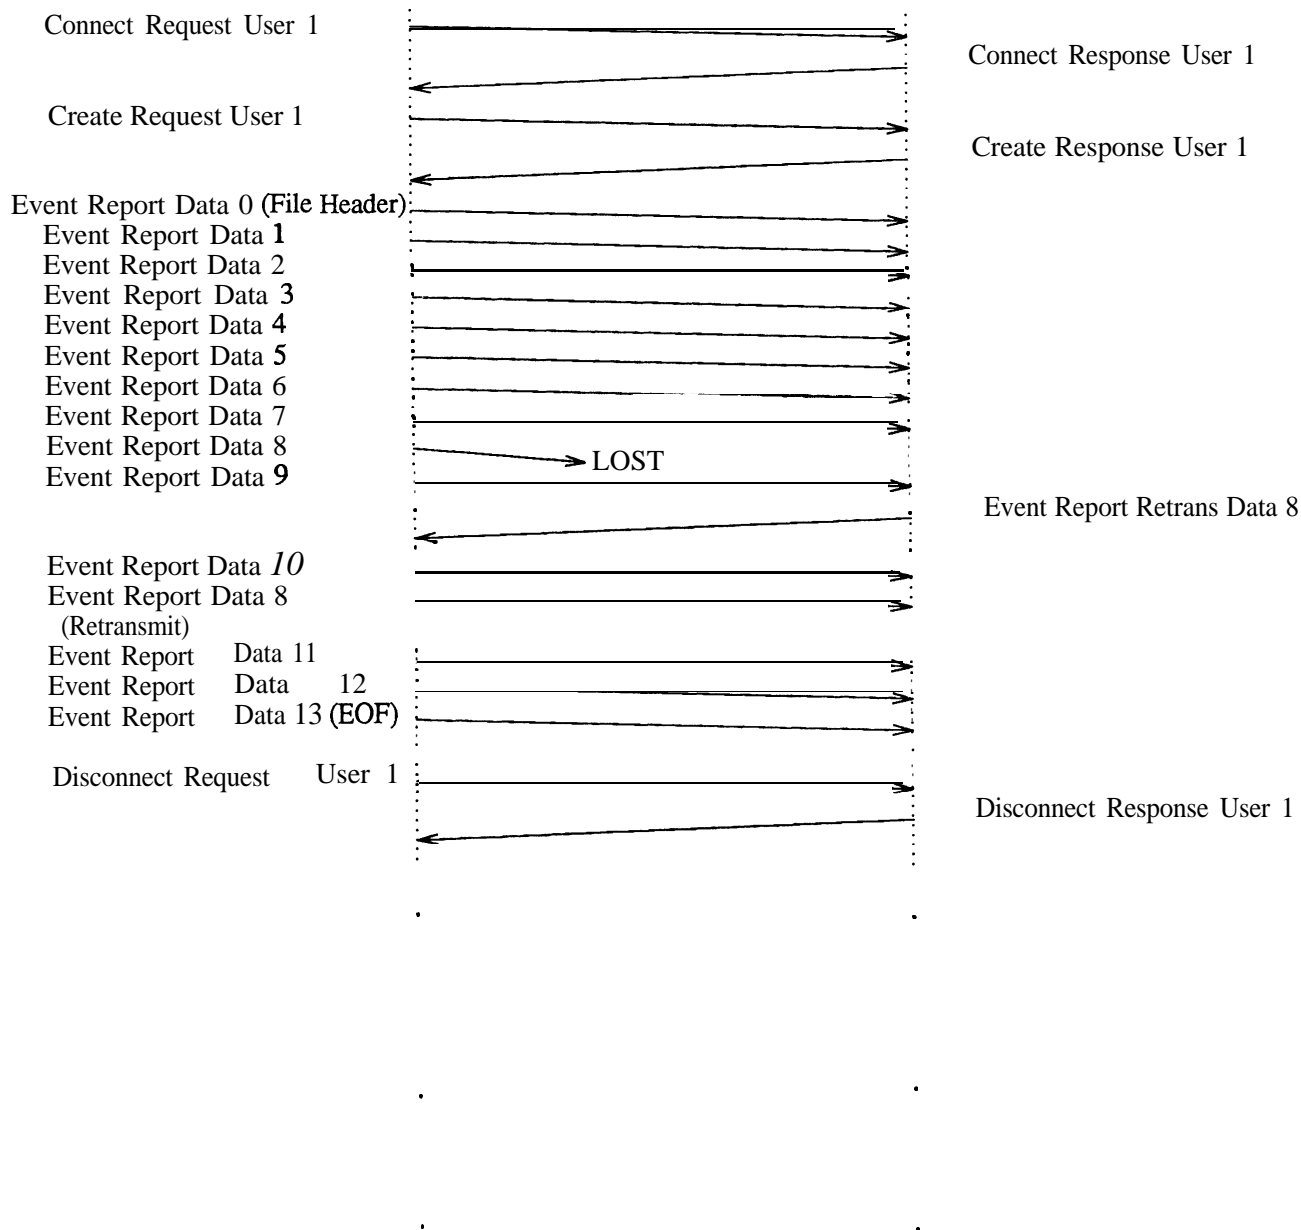 Connect Request User 1
Connect Response User 1
Create Request User 1
Create Response User 1
Event Report Data 0 (File Header)
Event Report Data 1
Event Report Data 2
Event Report Data 3
Event Report Data 4
Event Report Data 5
Event Report Data 6
Event Report Data 7
Event Report Data 8
LOST
Event Report Data 9
Event Report Retrans Data 8
Event Report Data 10
Event Report Data 8
(Retransmit)
Event Report Data 11
Event Report Data 12
Event Report Data 13 (EOF)
Disconnect Request User 1
Disconnect Response User 1